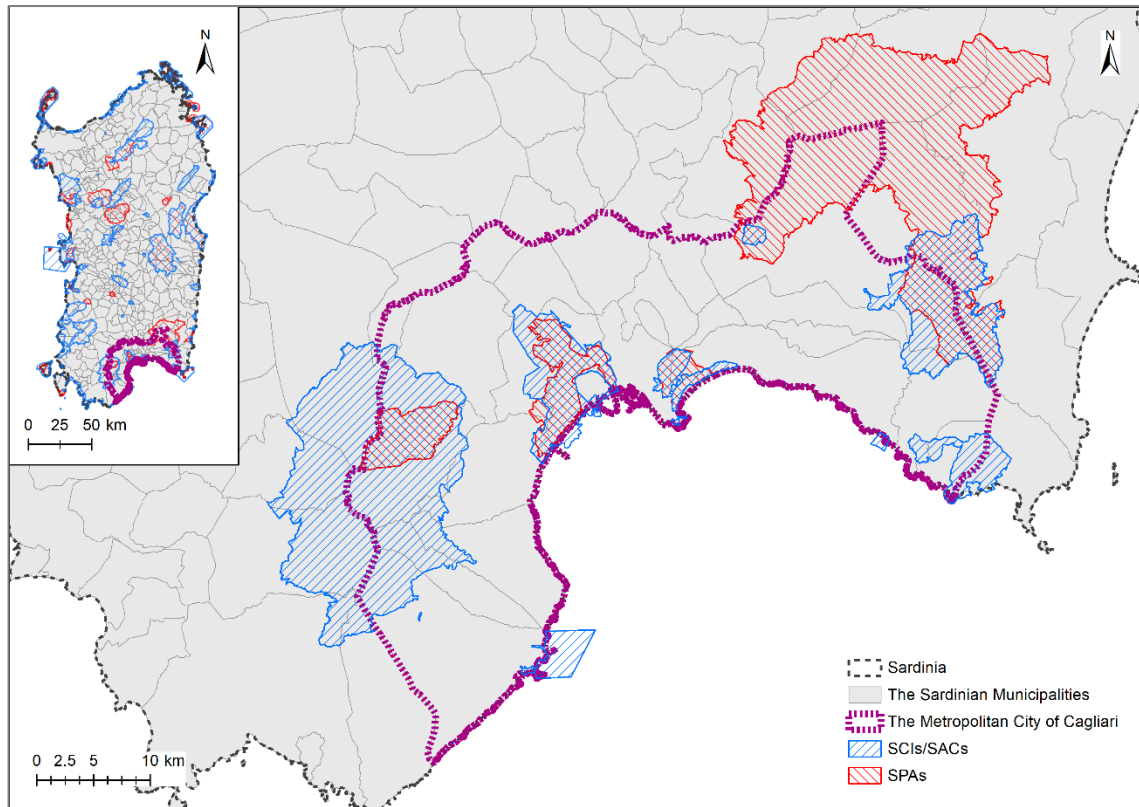 N
0 25 50 km
N
Sardinia
The Sardinian Municipalities
The Metropolitan City of Cagliari
SCIs/SACs
SPAs
0 2.5 5 10 km